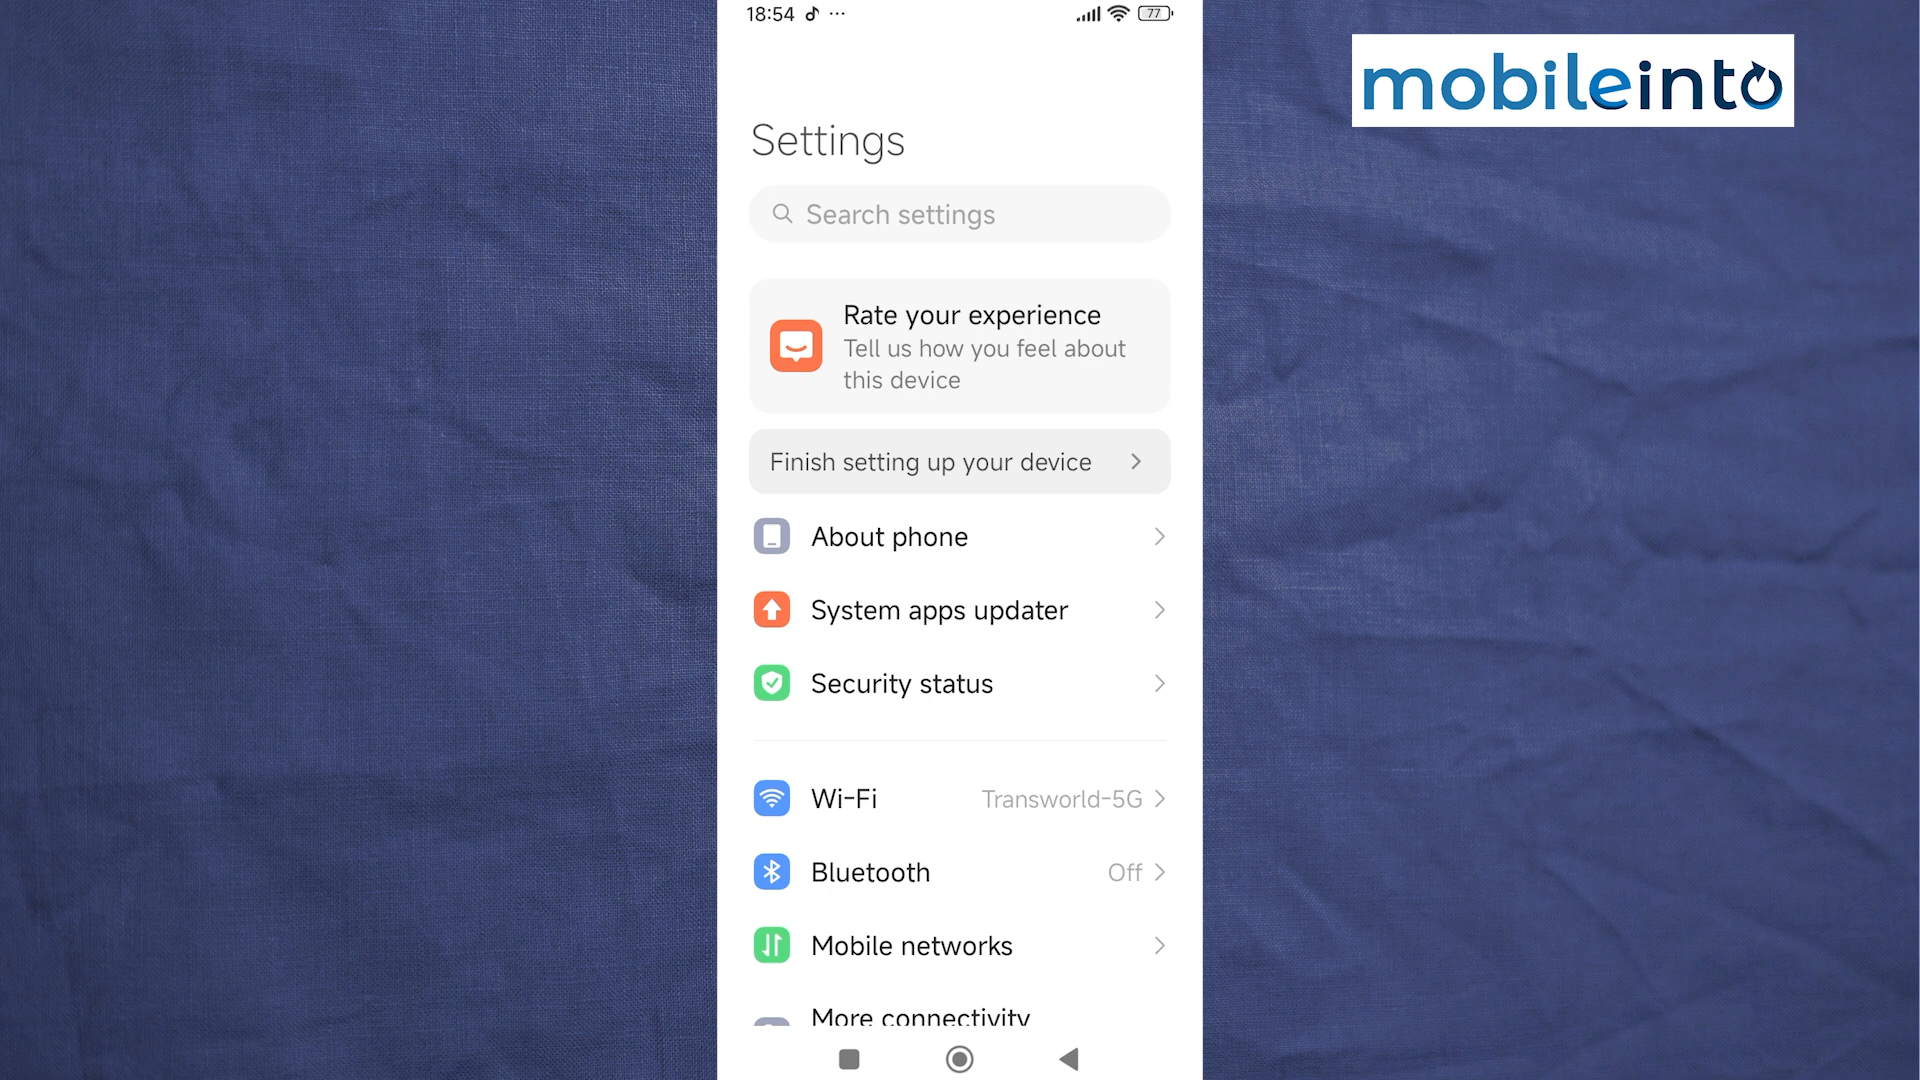 18:54
77
mobileinto
Settings
Search settings
Rate your experience
Tell us how you feel about
this device
Finish setting up your device
About phone
System apps updater
Security status
Wi-Fi Transworld-5G
Bluetooth Off
Mobile networks
More connectivity